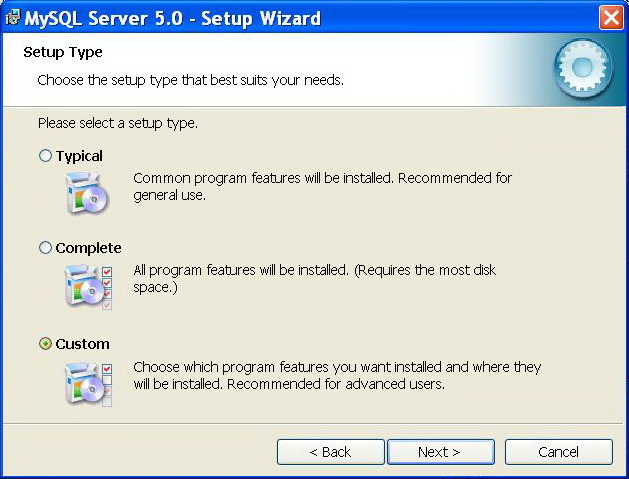 MySQL Server 5.0 - Setup Wizard
Setup Type
Choose the setup type that best suits your needs.
Please select a setup type.
Typical
Common program features will be installed. Recommended for
general use.
Complete
All program features will be installed. (Requires the most disk
space.)
Custom
Choose which program features you want installed and where they
will be installed. Recommended for advanced users.
< Back
Next >
Cancel